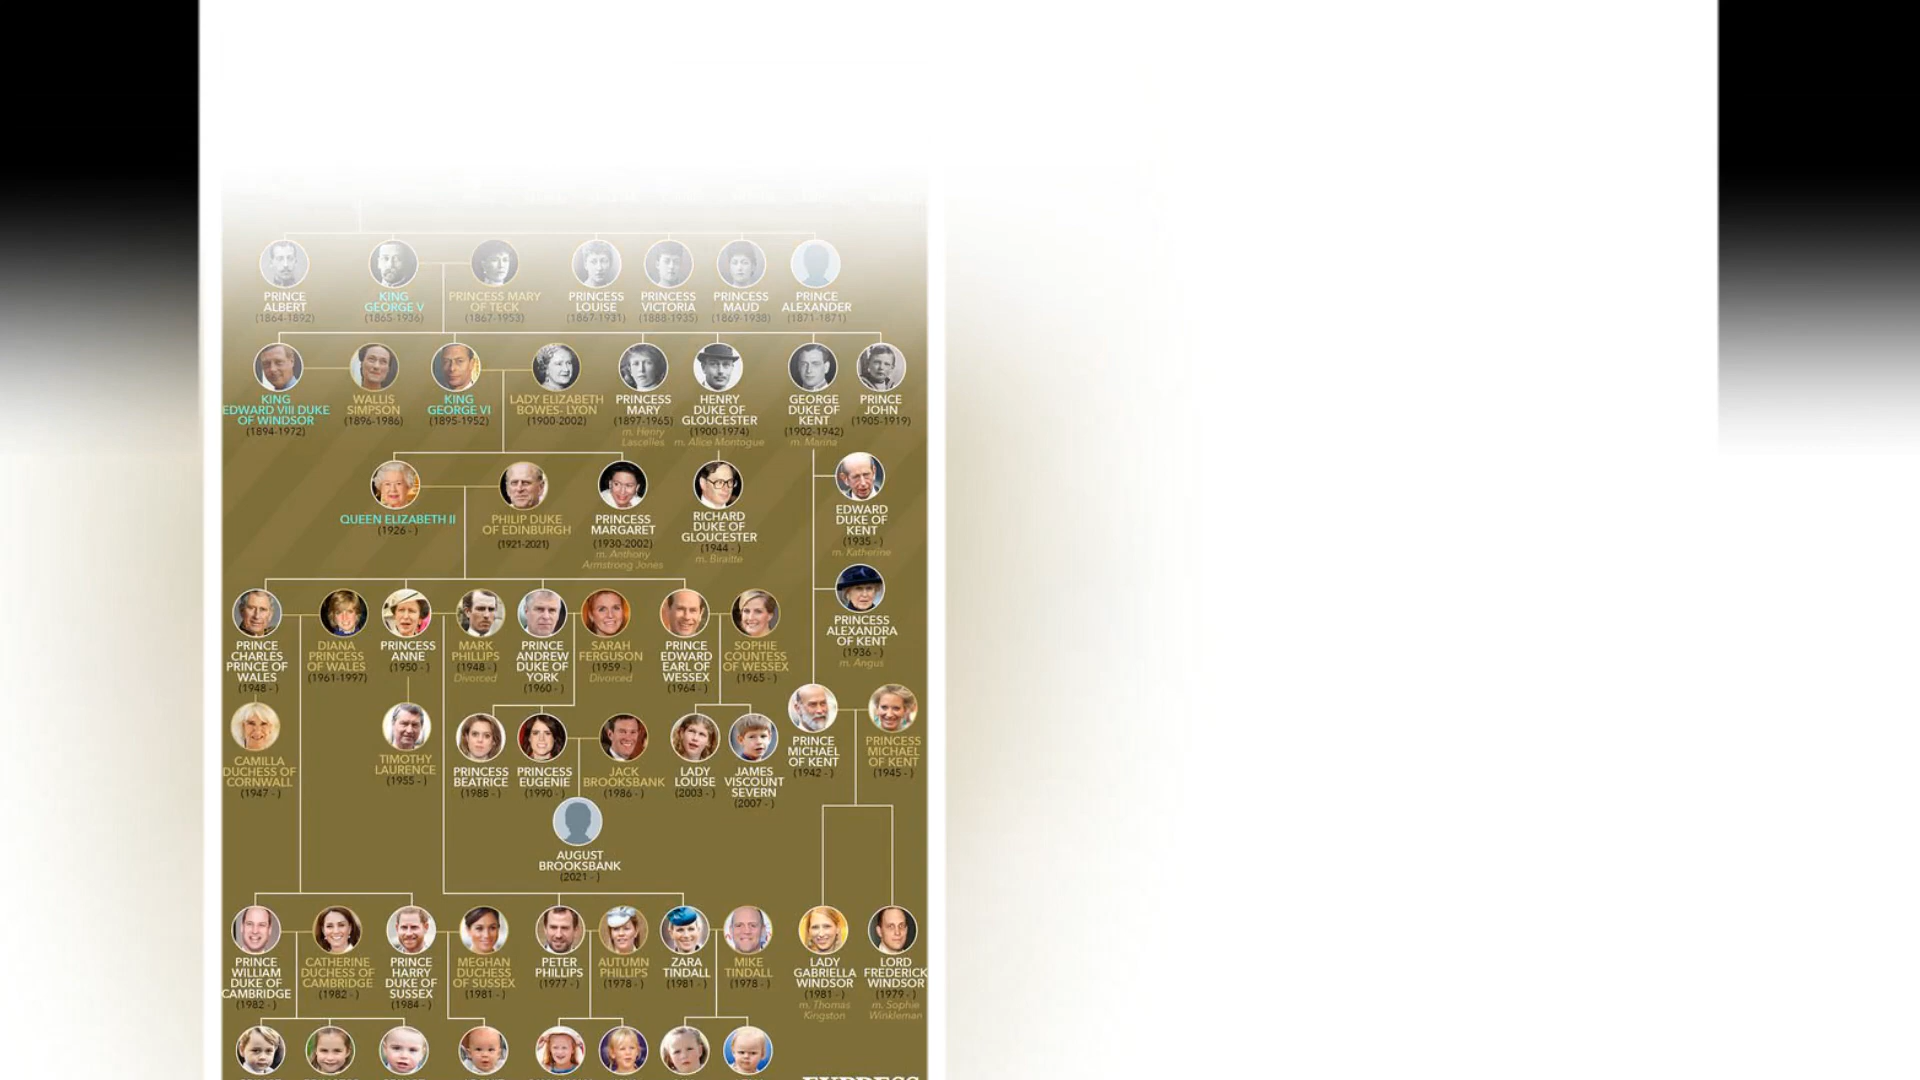 PRINCE
ALBERT
(1864-1892)
KING
GEORGE V
(1865-1936)
PRINCESS MARY
OF TECK
(1867-1953)
PRINCESS
LOUISE
(1867-1931)
PRINCESS
VICTORIA
(1888-1935)
PRINCESS
MAUD
(1869-1938)
PRINCE
ALEXANDER
(1871-1871)
KING
EDWARD VIII DUKE
OF WINDSOR
(1894-1972)
WALLIS
SIMPSON
(1896-1986)
KING
GEORGE VI
(1895-1952)
LADY ELIZABETH
BOWES- LYON
(1900-2002)
PRINCESS
MARY
(1897-1965)
m. Henry
Lascelles
HENRY
DUKE OF
GLOUCESTER
(1900-1974)
m. Alice Montogue
GEORGE
DUKE OF
KENT
(1902-1942)
m. Marina
PRINCE
JOHN
(1905-1919)
QUEEN ELIZABETH II
(1926 - )
PHILIP DUKE
OF EDINBURGH
(1921-2021)
PRINCESS
MARGARET
(1930-2002)
m. Anthony
Armstrong Jones
RICHARD
DUKE OF
GLOUCESTER
(1944 - )
m. Biraitte
EDWARD
DUKE OF
KENT
(1935 - )
m. Katherine
PRINCESS
ALEXANDRA
OF KENT
(1936 - )
m. Angus
PRINCE
CHARLES
PRINCE OF
WALES
(1948 - )
DIANA
PRINCESS
OF WALES
(1961-1997)
PRINCESS
ANNE
(1950 - )
MARK
PHILLIPS
(1948 - )
Divorced
PRINCE
ANDREW
DUKE OF
YORK
(1960 - )
SARAH
FERGUSON
(1959 - )
Divorced
PRINCE
EDWARD
EARL OF
WESSEX
(1964 - )
SOPHIE
COUNTESS
OF WESSEX
(1965 - )
CAMILLA
DUCHESS OF
CORNWALL
(1947 - )
TIMOTHY
LAURENCE
(1955 - )
PRINCESS
BEATRICE
(1988 - )
PRINCESS
EUGENIE
(1990 - )
JACK
BROOKSBANK
(1986 - )
LADY
LOUISE
(2003 - )
JAMES
VISCOUNT
SEVERN
(2007 - )
PRINCE
MICHAEL
OF KENT
(1942 - )
PRINCESS
MICHAEL
OF KENT
(1945 - )
AUGUST
BROOKSBANK
(2021 - )
PRINCE
WILLIAM
DUKE OF
CAMBRIDGE
(1982 - )
CATHERINE
DUCHESS OF
CAMBRIDGE
(1982 - )
PRINCE
HARRY
DUKE OF
SUSSEX
(1984 - )
MEGHAN
DUCHESS
OF SUSSEX
(1981 - )
PETER
PHILLIPS
(1977 - )
AUTUMN
PHILLIPS
(1978 - )
ZARA
TINDALL
(1981 - )
MIKE
TINDALL
(1978 - )
LADY
GABRIELLA
WINDSOR
(1981 - )
m. Thomas
Kingston
LORD
FREDERICK
WINDSOR
(1979 - )
m. Sophie
Winkleman
EXPRESS